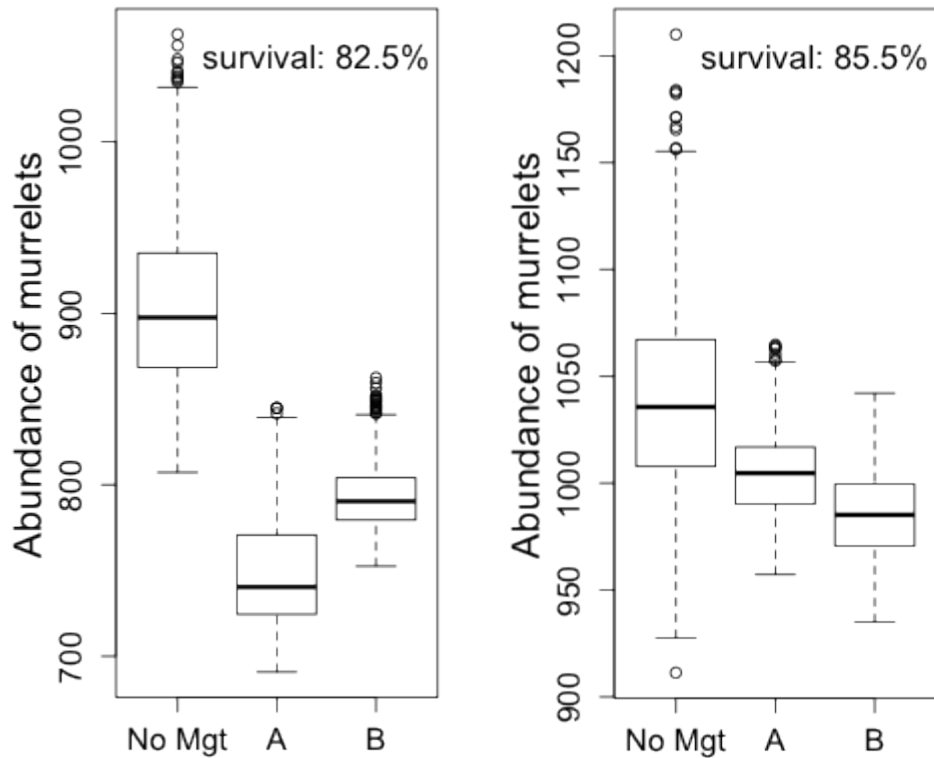 survival: 82.5%
Abundance of murrelets
1000
900
800
700
No Mgt A B
survival: 85.5%
Abundance of murrelets
1200
1150
1100
1050
1000
950
900
No Mgt A B